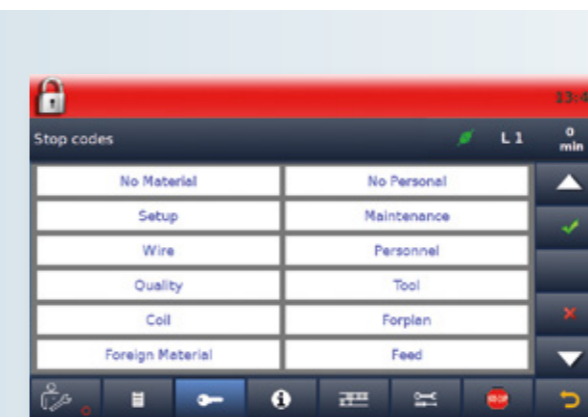 13:4
Stop codes L 1 0 min
No Material No Personal
Setup Maintenance
Wire Personnel
Quality Tool
Coil Forplan
Foreign Material Feed
STOP